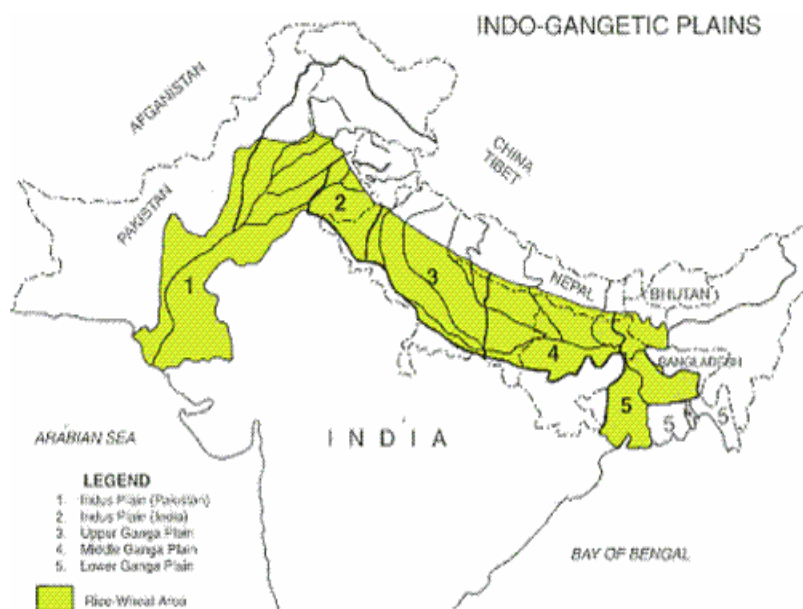 INDO-GANGETIC PLAINS
AFGANISTAN
CHINA
TIBET
PAKISTAN
2
1
3
NEPAL
BHUTAN
4
BANGLADESH
5
5
5
ARABIAN SEA
INDIA
LEGEND
1. Indus Plain (Pakistan)
2. Indus Plain (India)
3. Upper Ganga Plain
4. Middle Ganga Plain
5. Lower Ganga Plain
BAY OF BENGAL
Rice-Wheat Area